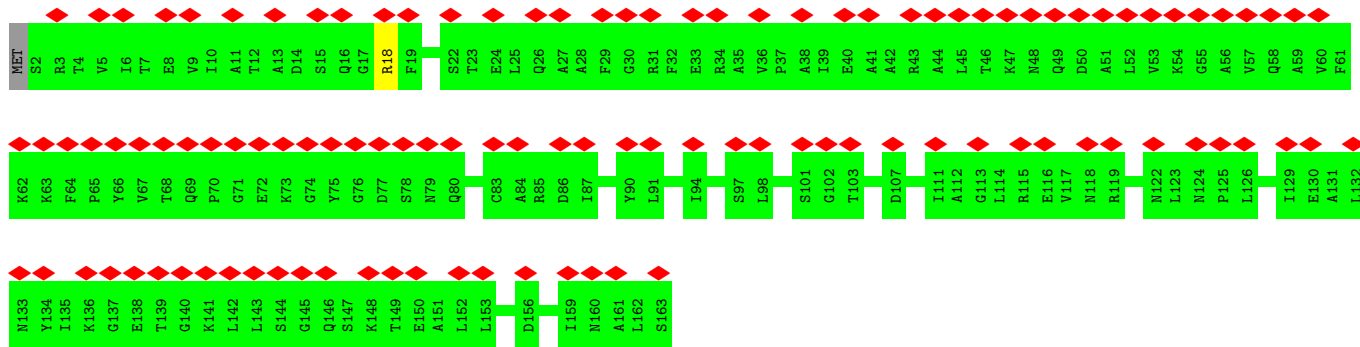 MET S2 R3 T4 V5 I6 T7 E8 V9 I10 A11 T12 A13 D14 S15 Q16 G17 R18 F19 S22 T23 E24 L25 Q26 A27 A28 F29 G30 R31 F32 E33 R34 A35 V36 P37 A38 I39 E40 A41 A42 R43 A44 L45 T46 K47 N48 Q49 D50 A51 L52 V53 K54 G55 A56 V57 Q58 A59 V60 F61
K62 K63 F64 P65 Y66 V67 T68 Q69 P70 G71 E72 K73 G74 Y75 G76 D77 S78 N79 Q80 C83 A84 R85 D86 I87 Y90 L91 I94 S97 L98 S101 G102 T103 D107 I111 A112 G113 L114 R115 E116 V117 N118 R119 N122 L123 N124 P125 L126 I129 E130 A131 L132
N133 Y134 I135 K136 G137 E138 T139 G140 K141 L142 L143 S144 G145 Q146 S147 K148 T149 E150 A151 L152 L153 D156 I159 N160 A161 L162 S163